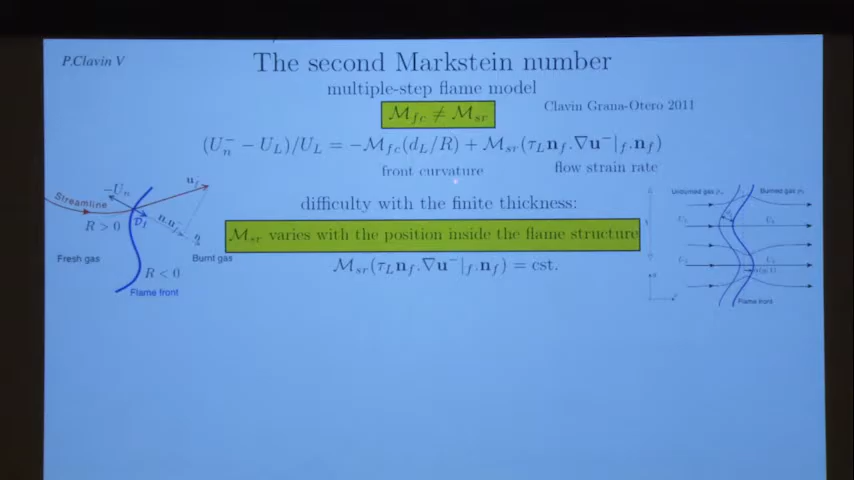 P.Clavin V
The second Markstein number
multiple-step flame model
Clavin Grana-Otero 2011
ℳ_fc ≠ ℳ_sr
(U_n^- − U_L)/U_L = −ℳ_fc(d_L/R) + ℳ_sr(τ_L n_f.∇u^-|_f.n_f)
front curvature
flow strain rate
difficulty with the finite thickness:
ℳ_sr varies with the position inside the flame structure
ℳ_sr(τ_L n_f.∇u^-|_f.n_f) = cst.
Streamline
−U_n
R > 0
D_f
Fresh gas
Burnt gas
R < 0
Flame front
Unburned gas
Burned gas
Flame front